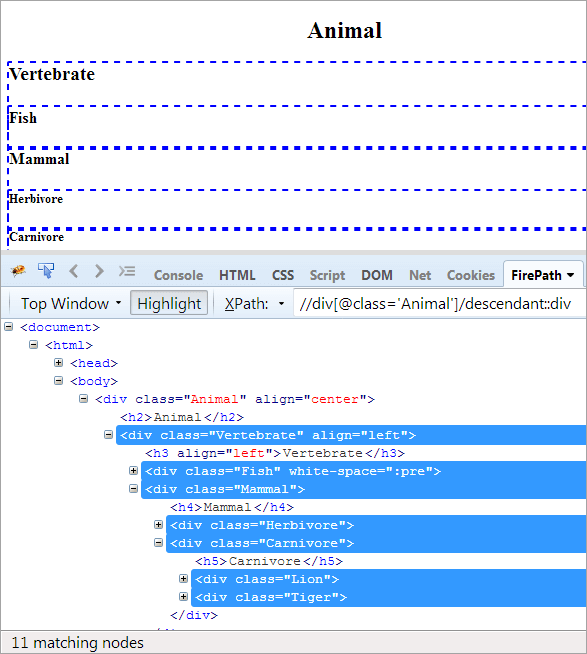 Animal
Vertebrate
Fish
Mammal
Herbivore
Carnivore
Console HTML CSS Script DOM Net Cookies FirePath
Top Window Highlight XPath: //div[@class='Animal']/descendant::div
<document>
<html>
<head>
<body>
<div class="Animal" align="center">
<h2>Animal</h2>
<div class="Vertebrate" align="left">
<h3 align="left">Vertebrate</h3>
<div class="Fish" white-space=":pre">
<div class="Mammal">
<h4>Mammal</h4>
<div class="Herbivore">
<div class="Carnivore">
<h5>Carnivore</h5>
<div class="Lion">
<div class="Tiger">
</div>
11 matching nodes